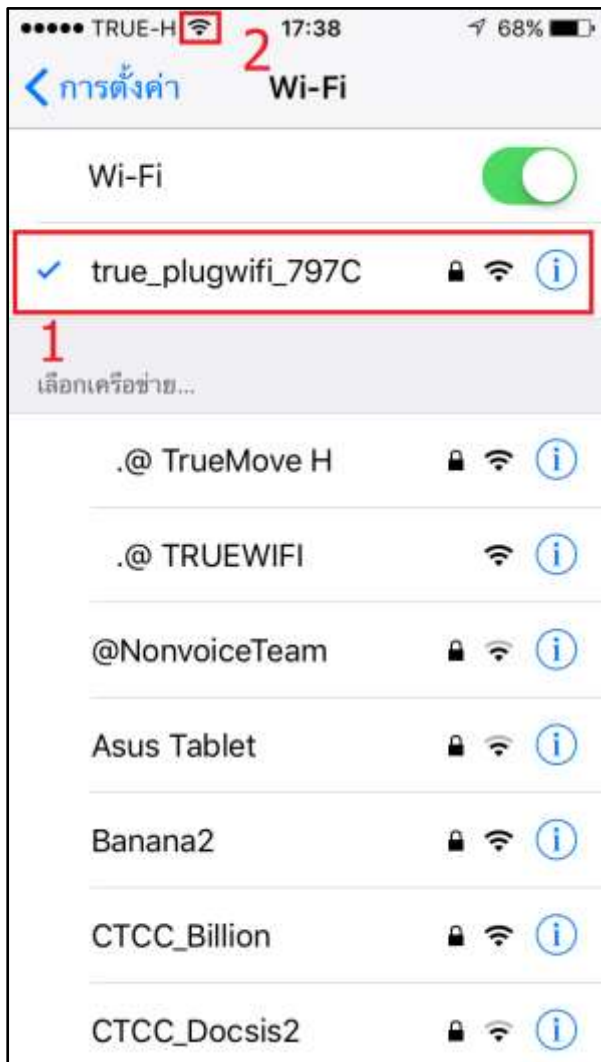 TRUE-H 17:38 68%
2
การตั้งค่า Wi-Fi
Wi-Fi
true_plugwifi_797C
1
เลือกเครือข่าย...
.@ TrueMove H
.@ TRUEWIFI
@NonvoiceTeam
Asus Tablet
Banana2
CTCC_Billion
CTCC_Docsis2